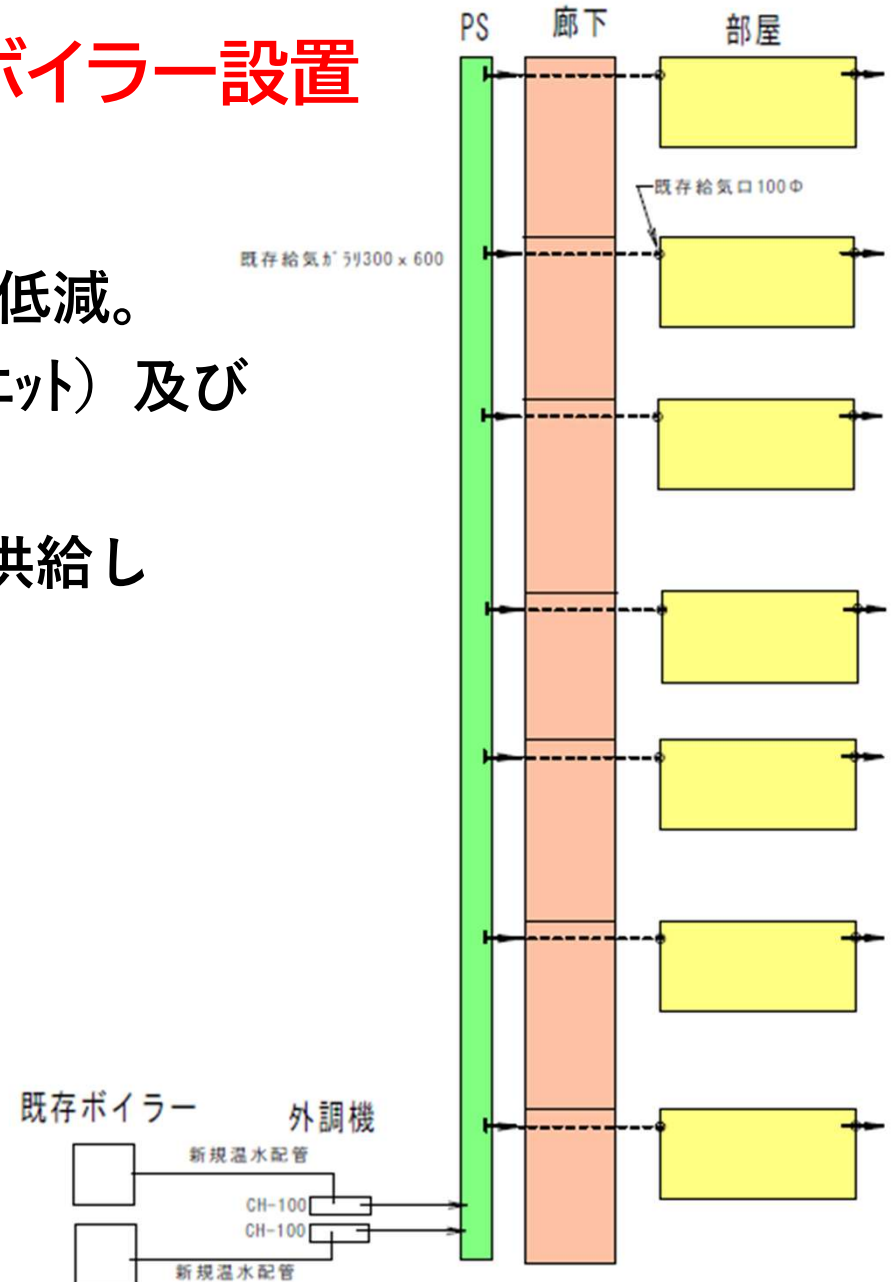 ボイラー設置
低減。
ニット）及び
供給し
PS
廊下
部屋
既存給気口100Φ
既存給気ｶﾞﾗﾘ300 x 600
既存ボイラー
外調機
新規温水配管
CH-100
CH-100
新規温水配管